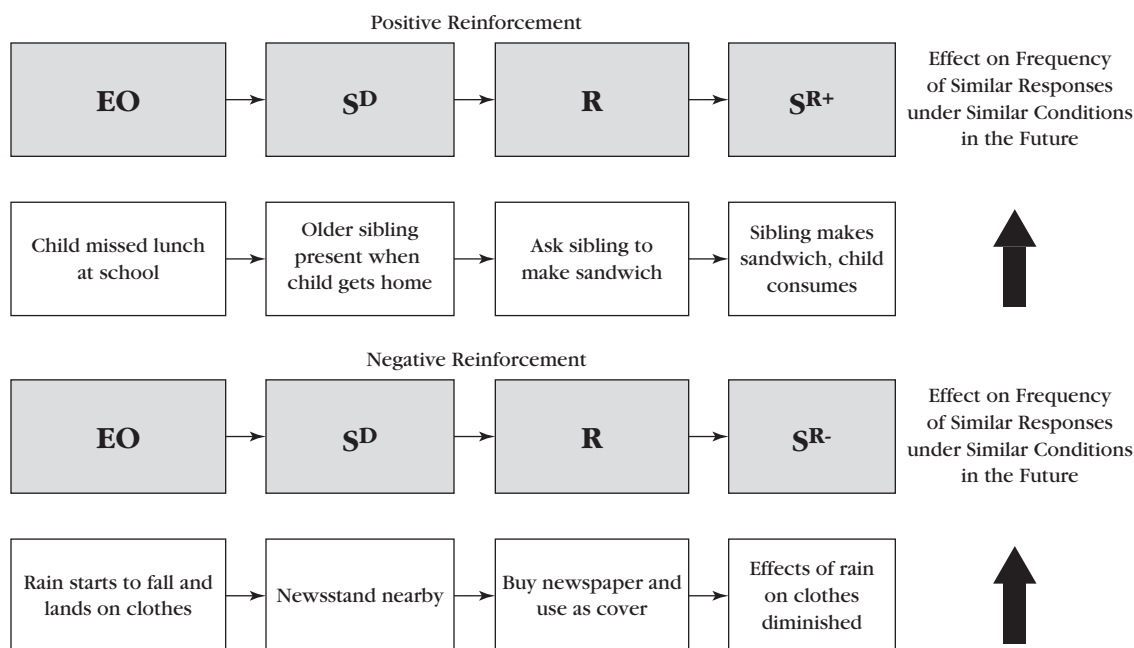 Positive Reinforcement
EO
SD
R
SR+
Effect on Frequency
of Similar Responses
under Similar Conditions
in the Future
Child missed lunch
at school
Older sibling
present when
child gets home
Ask sibling to
make sandwich
Sibling makes
sandwich, child
consumes
Negative Reinforcement
EO
SD
R
SR-
Effect on Frequency
of Similar Responses
under Similar Conditions
in the Future
Rain starts to fall and
lands on clothes
Newsstand nearby
Buy newspaper and
use as cover
Effects of rain
on clothes
diminished